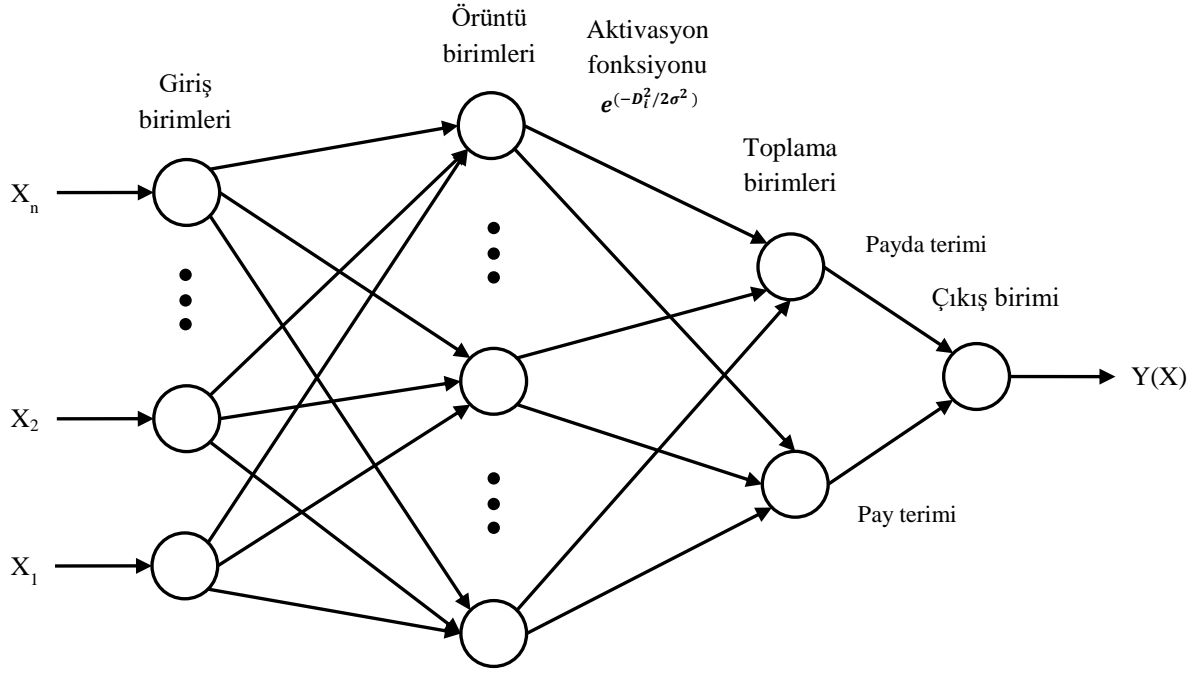 Örüntü
birimleri
Aktivasyon
fonksiyonu
e^(-D_i^2/2σ^2)
Giriş
birimleri
Toplama
birimleri
X_n
Payda terimi
Çıkış birimi
Y(X)
X_2
Pay terimi
X_1